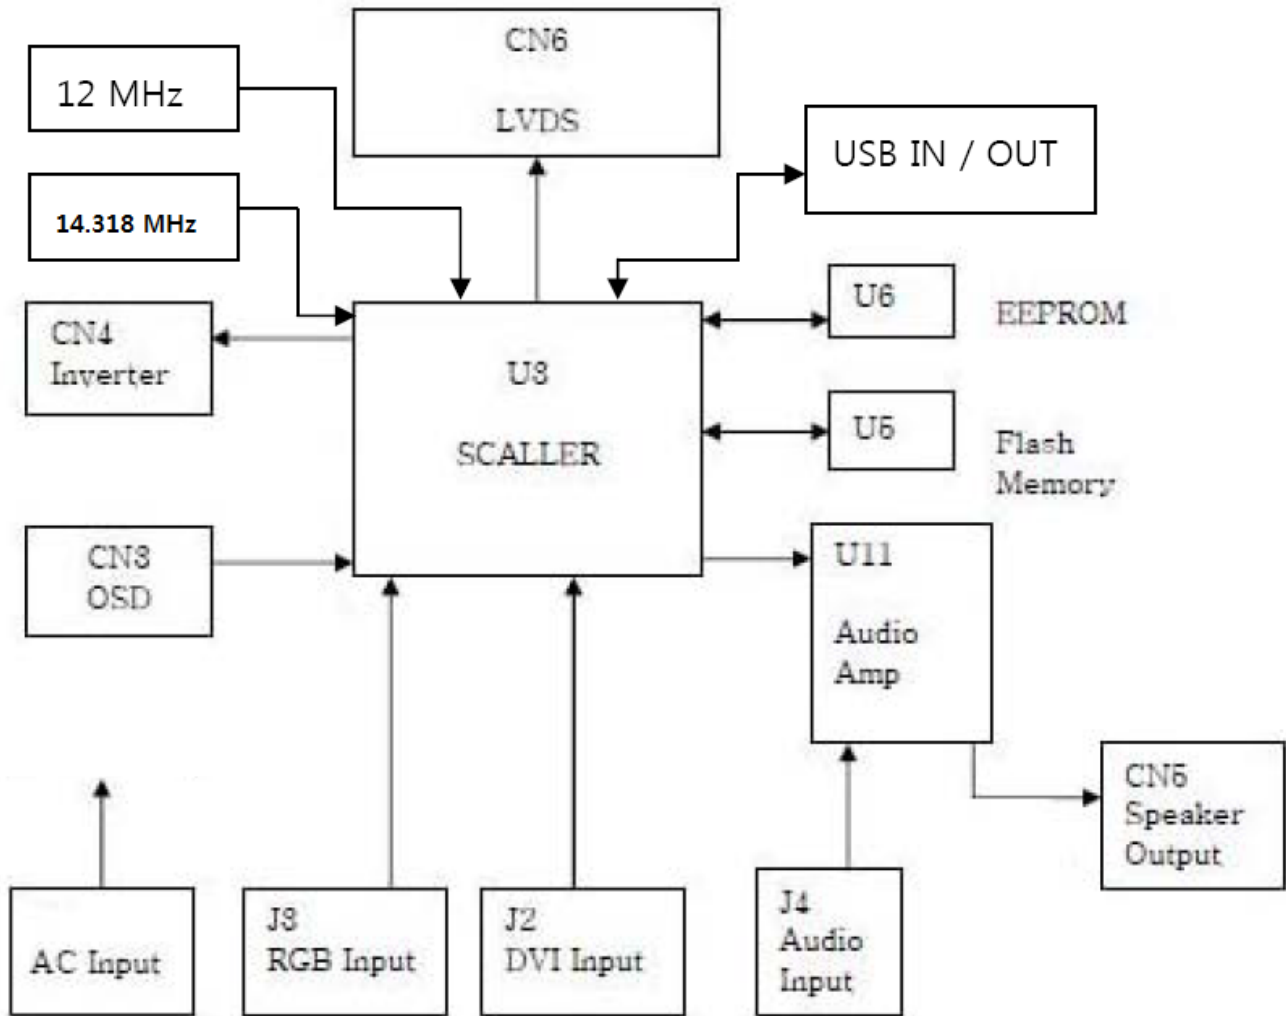 CN6
LVDS
12 MHz
USB IN / OUT
14.318 MHz
U6
EEPROM
CN4
Inverter
U3
SCALLER
U5
Flash
Memory
CN3
OSD
U11
Audio
Amp
CN5
Speaker
Output
AC Input
J3
RGB Input
J2
DVI Input
J4
Audio
Input